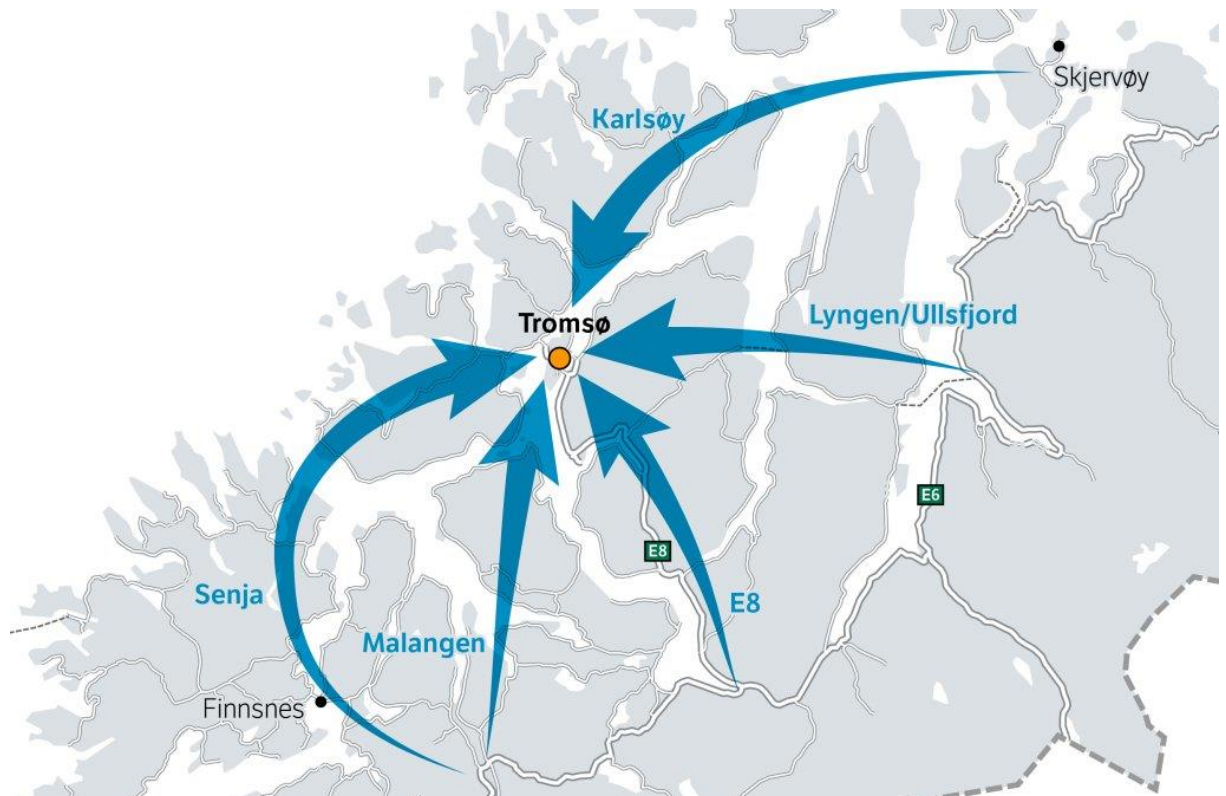 Skjervøy
Karlsøy
Tromsø
Lyngen/Ullsfjord
E6
E8
Senja
E8
Malangen
Finnsnes